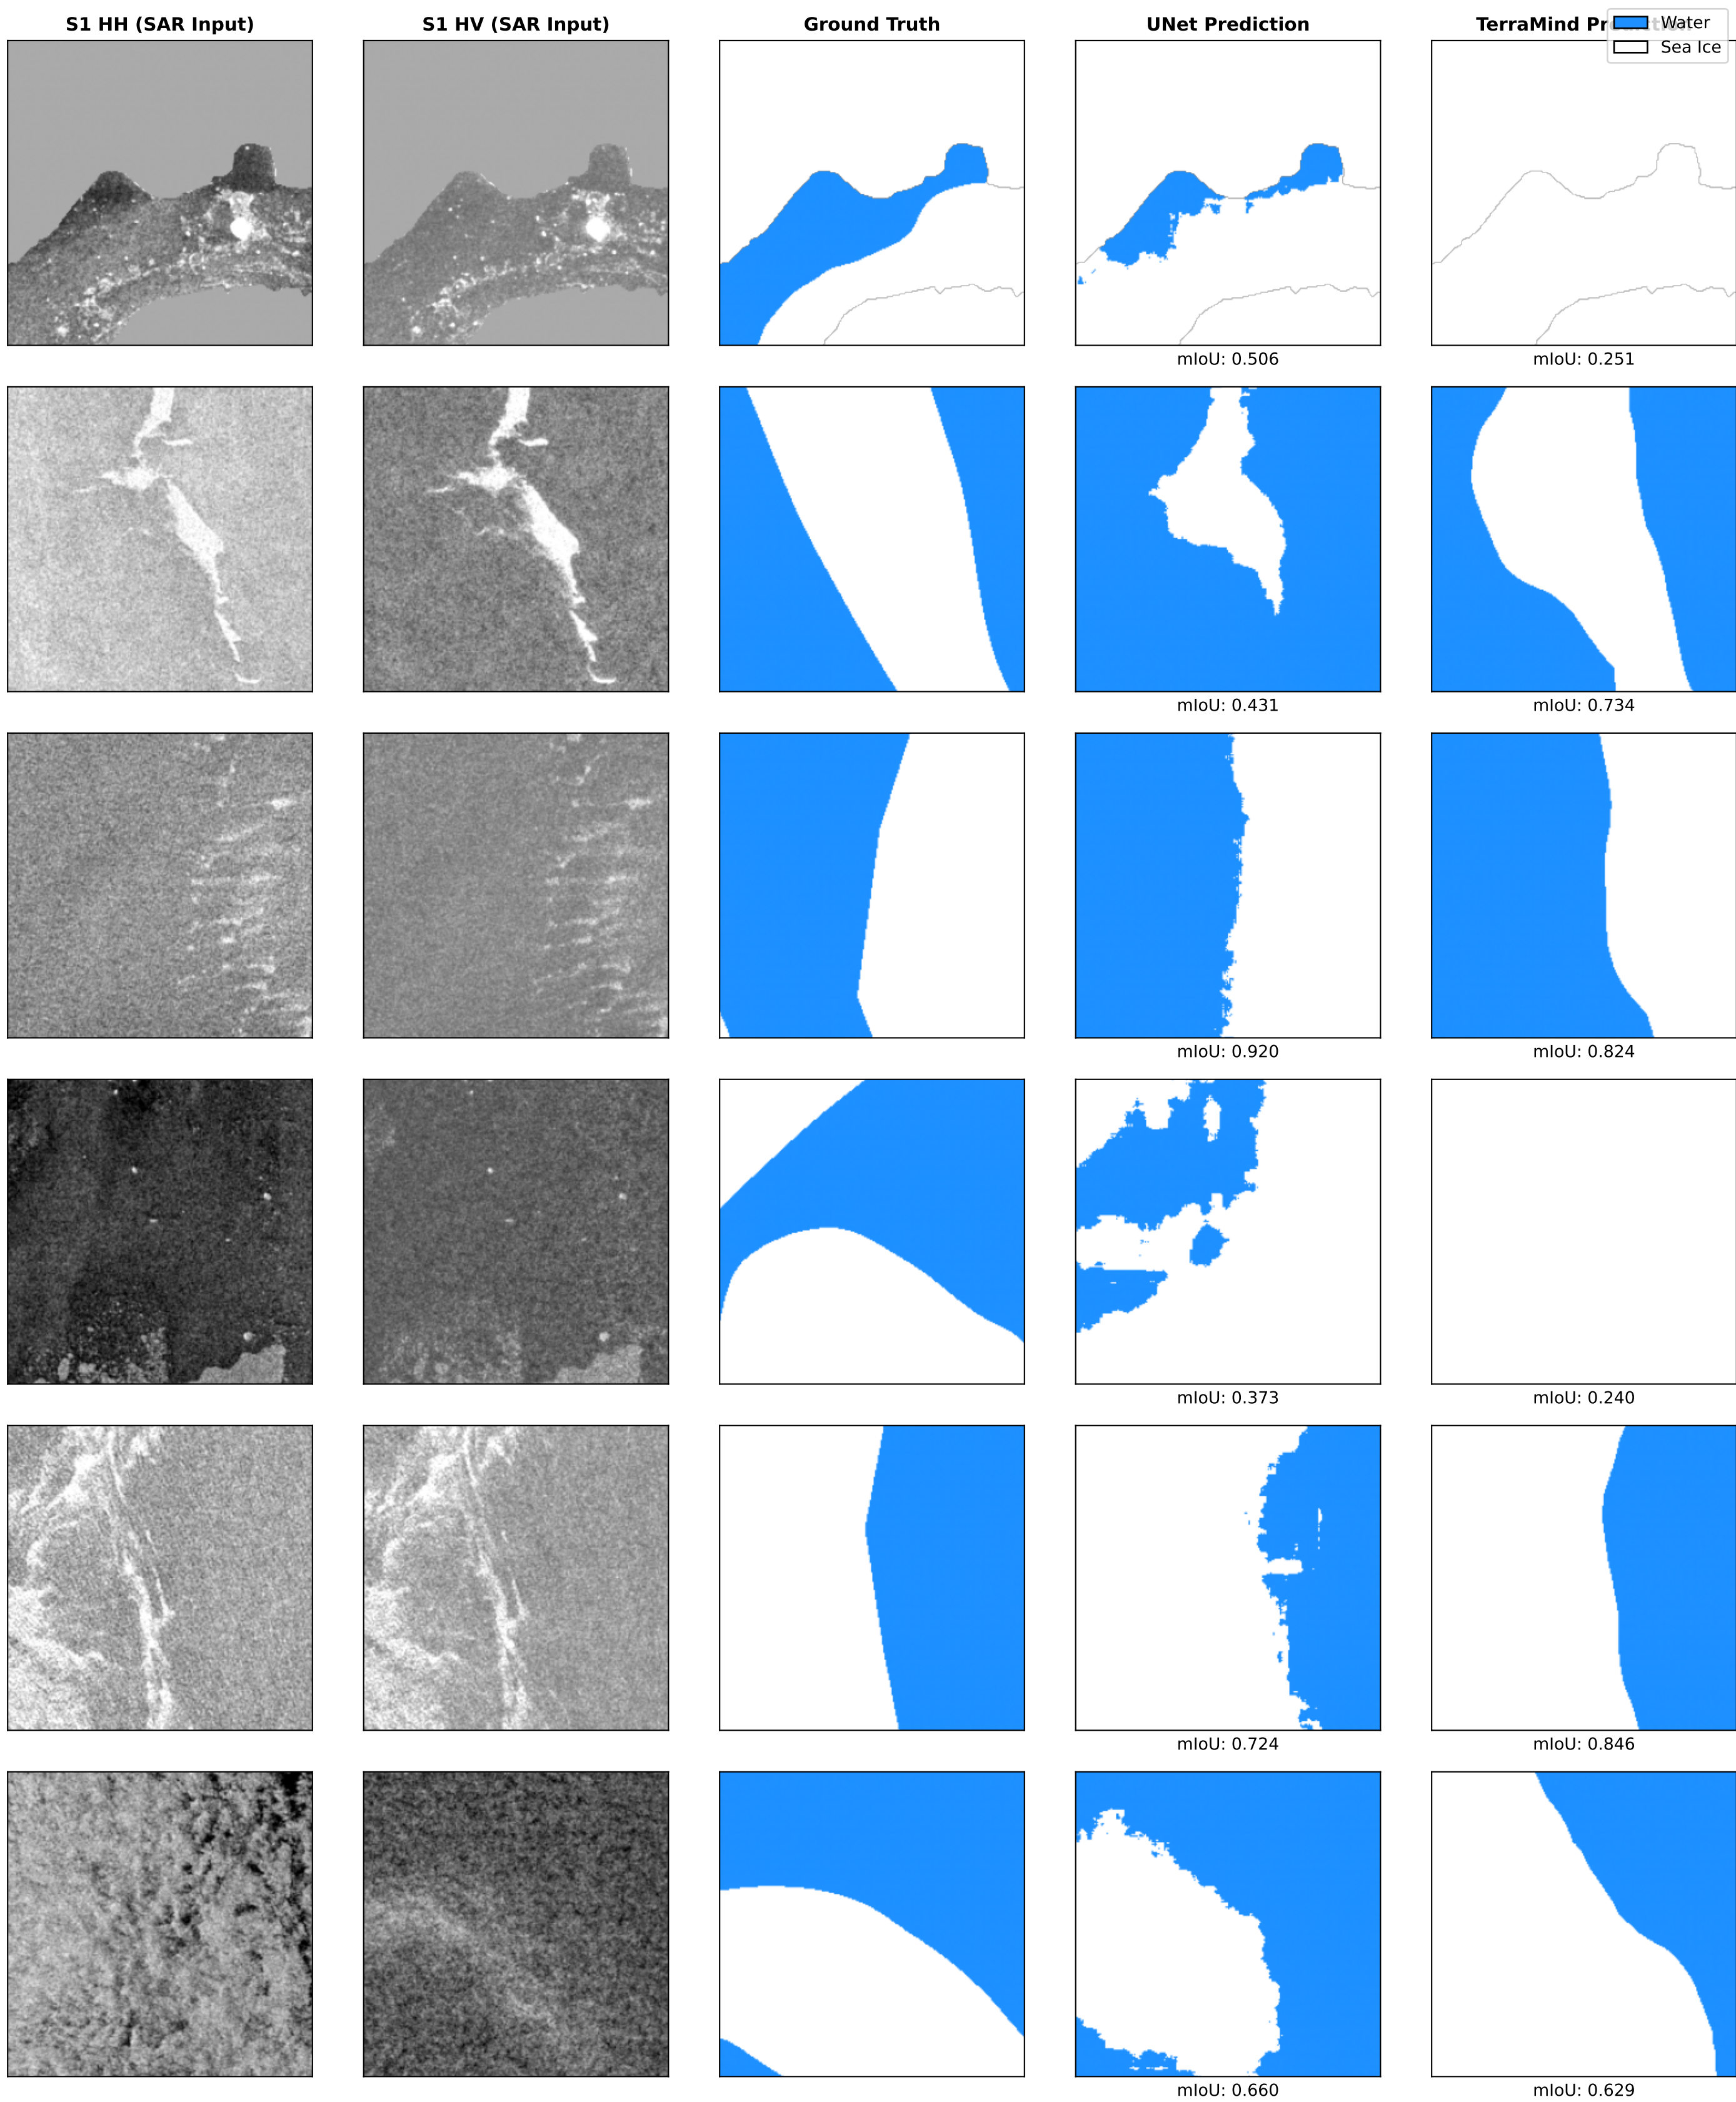 S1 HH (SAR Input) S1 HV (SAR Input) Ground Truth UNet Prediction TerraMind Prediction
Water
Sea Ice
mIoU: 0.506 mIoU: 0.251
mIoU: 0.431 mIoU: 0.734
mIoU: 0.920 mIoU: 0.824
mIoU: 0.373 mIoU: 0.240
mIoU: 0.724 mIoU: 0.846
mIoU: 0.660 mIoU: 0.629